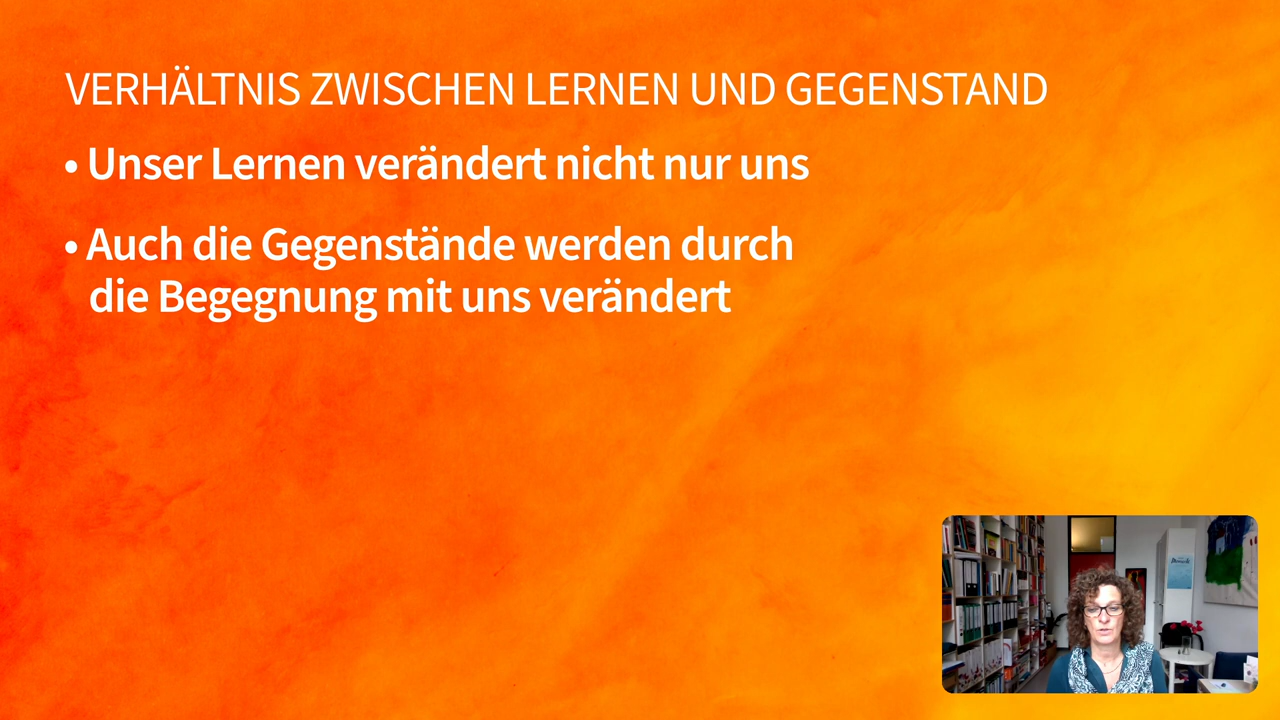 VERHÄLTNIS ZWISCHEN LERNEN UND GEGENSTAND
• Unser Lernen verändert nicht nur uns
• Auch die Gegenstände werden durch
die Begegnung mit uns verändert